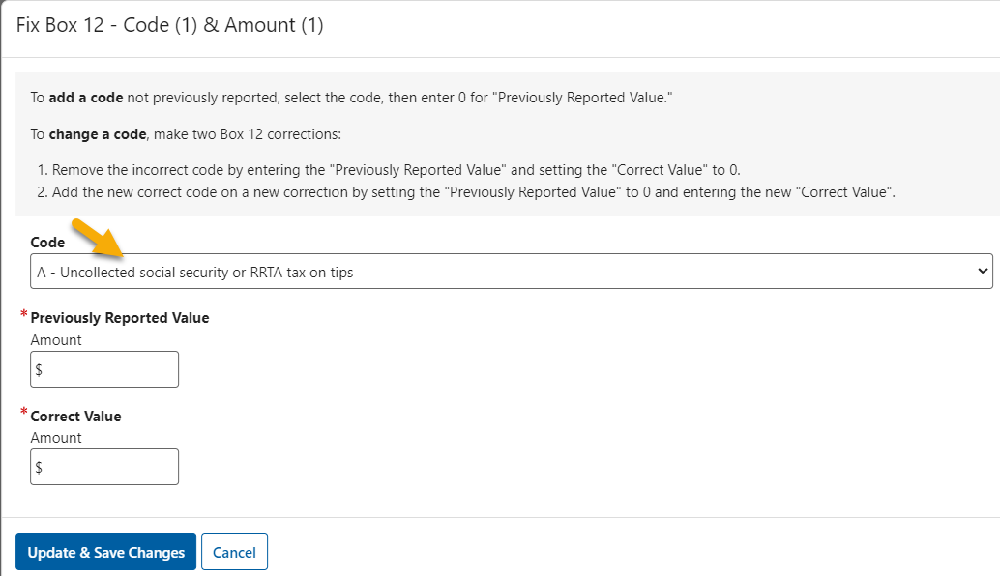 Fix Box 12 - Code (1) & Amount (1)
To add a code not previously reported, select the code, then enter 0 for "Previously Reported Value."
To change a code, make two Box 12 corrections:
1. Remove the incorrect code by entering the "Previously Reported Value" and setting the "Correct Value" to 0.
2. Add the new correct code on a new correction by setting the "Previously Reported Value" to 0 and entering the new "Correct Value".
Code
A - Uncollected social security or RRTA tax on tips
* Previously Reported Value
Amount
$
* Correct Value
Amount
$
Update & Save Changes Cancel